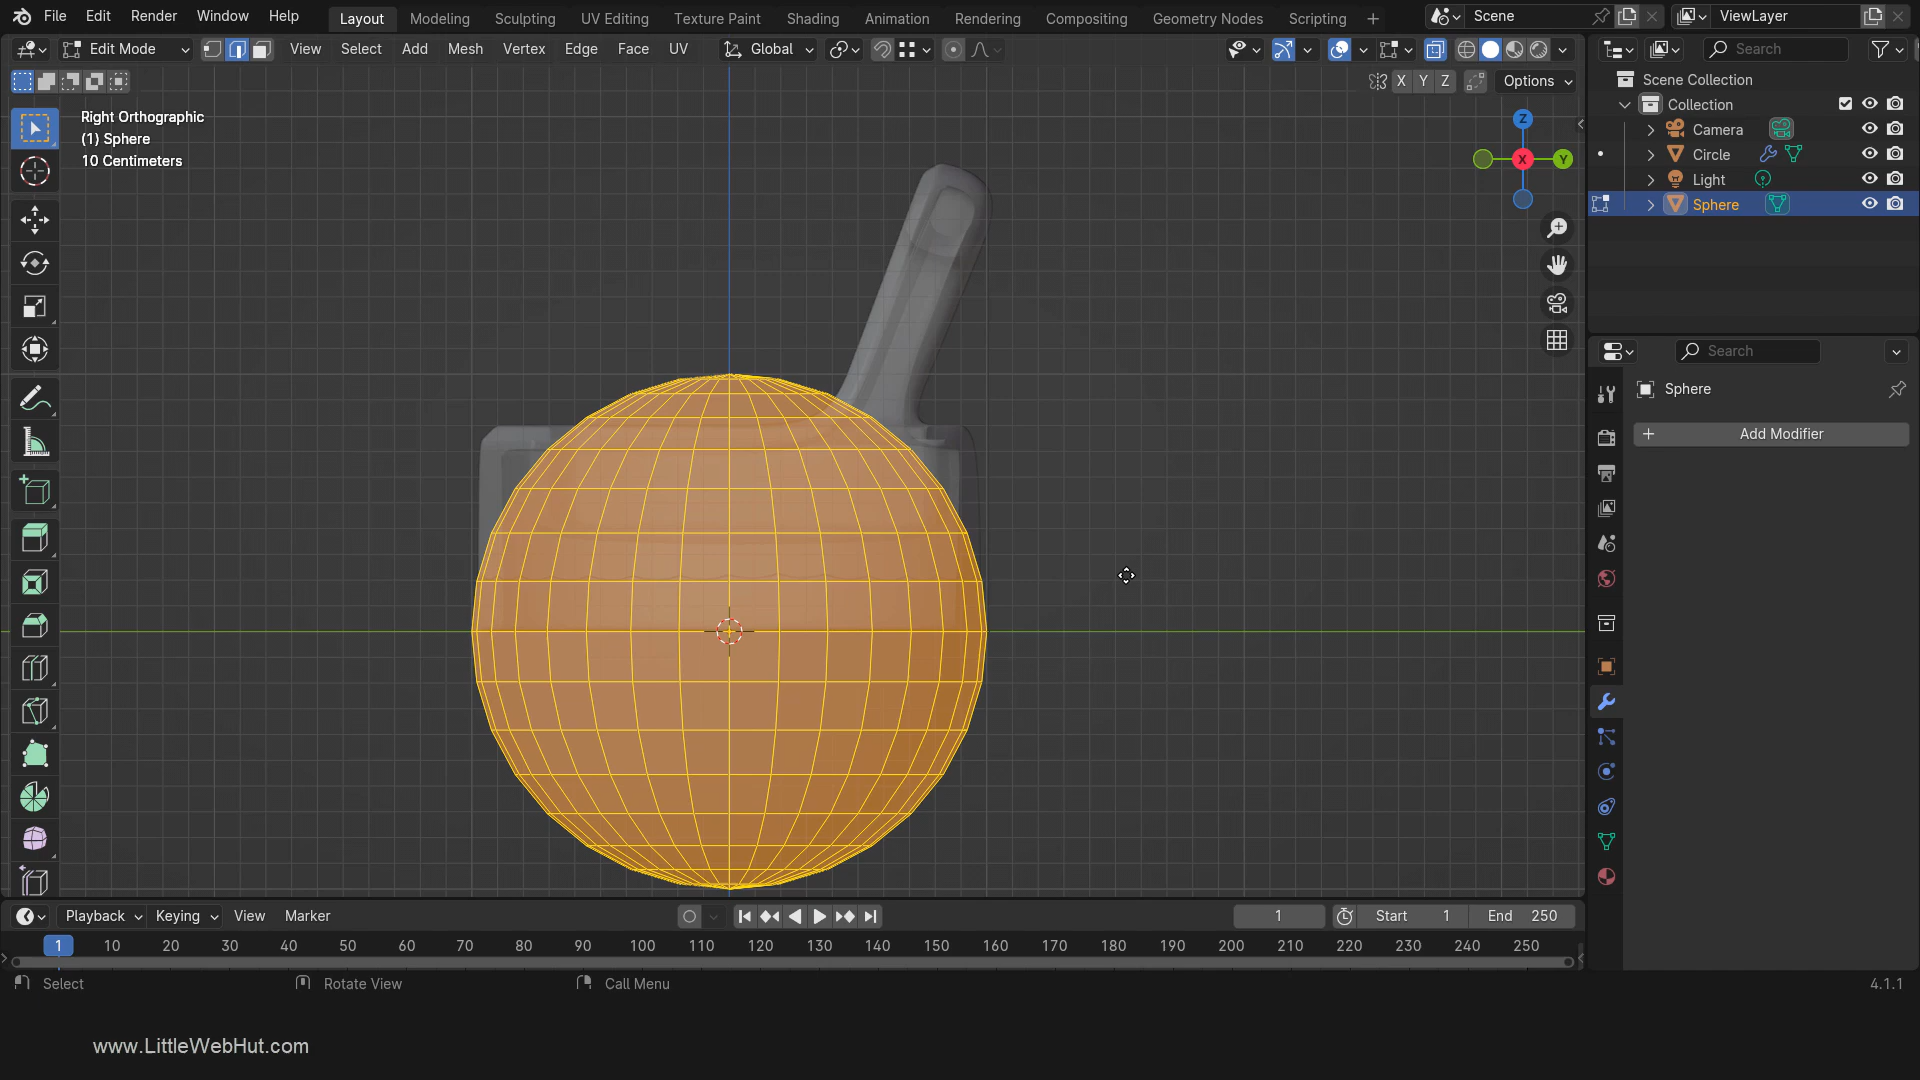 File Edit Render Window Help Layout Modeling Sculpting UV Editing Texture Paint Shading Animation Rendering Compositing Geometry Nodes Scripting + Scene ViewLayer
Edit Mode View Select Add Mesh Vertex Edge Face UV Global Search
X Y Z Options
Right Orthographic
(1) Sphere
10 Centimeters
Z
X
Y
Scene Collection
Collection
Camera
Circle
Light
Sphere
Search
Sphere
+ Add Modifier
Playback Keying View Marker 1 Start 1 End 250
1 10 20 30 40 50 60 70 80 90 100 110 120 130 140 150 160 170 180 190 200 210 220 230 240 250
Select Rotate View Call Menu 4.1.1
www.LittleWebHut.com